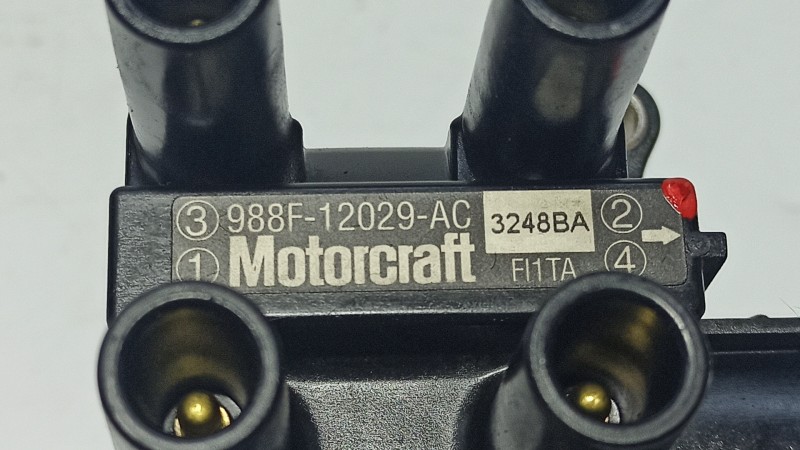 ③ 988F-12029-AC 3248BA ②
① Motorcraft FI1TA ④